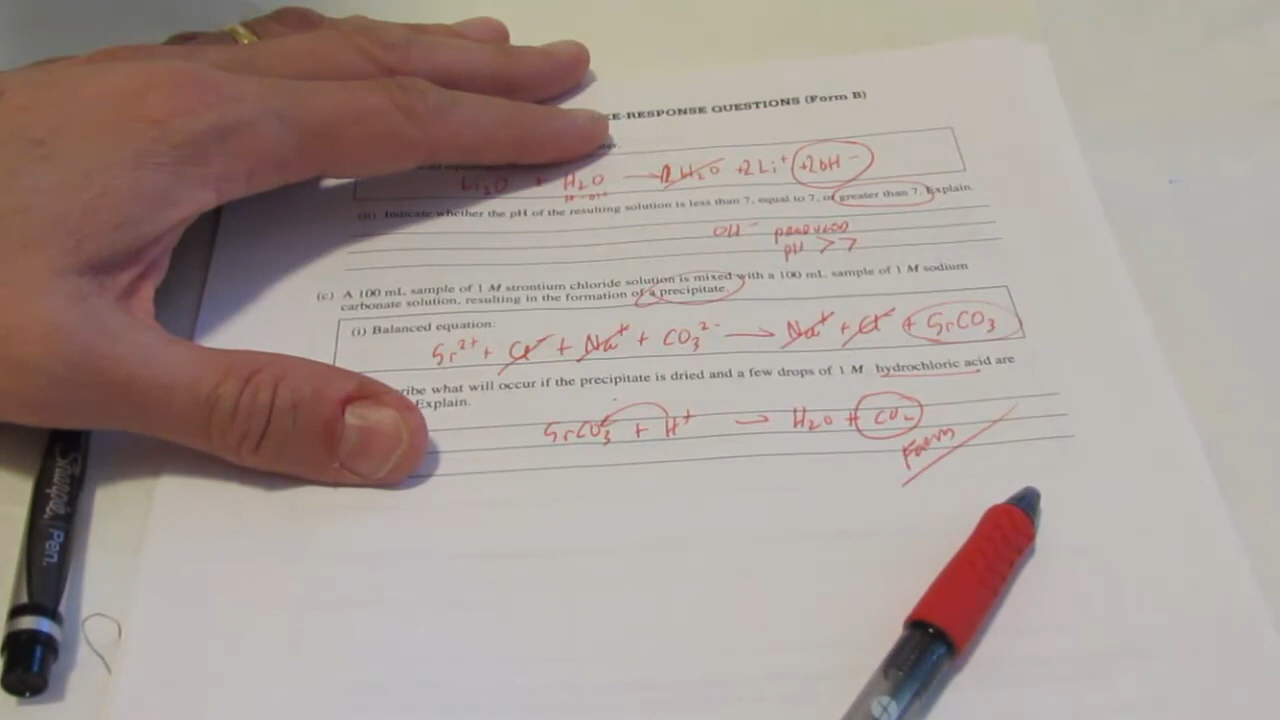 -RESPONSE QUESTIONS (Form B)
Li₂O + H₂O → 2 H₂O +2 Li⁺ +2OH⁻
(ii) Indicate whether the pH of the resulting solution is less than 7, equal to 7, or greater than 7. Explain.
OH⁻ produced
pH > 7
(c) A 100 mL sample of 1 M strontium chloride solution is mixed with a 100 mL sample of 1 M sodium
carbonate solution, resulting in the formation of a precipitate.
(i) Balanced equation:
Sr²⁺ + Cl⁻ + Na⁺ + CO₃²⁻ → Na⁺ + Cl⁻ + SrCO₃
what will occur if the precipitate is dried and a few drops of 1 M hydrochloric acid are
Explain.
SrCO₃ + H⁺ → H₂O + CO₂
Sharpie Pen.